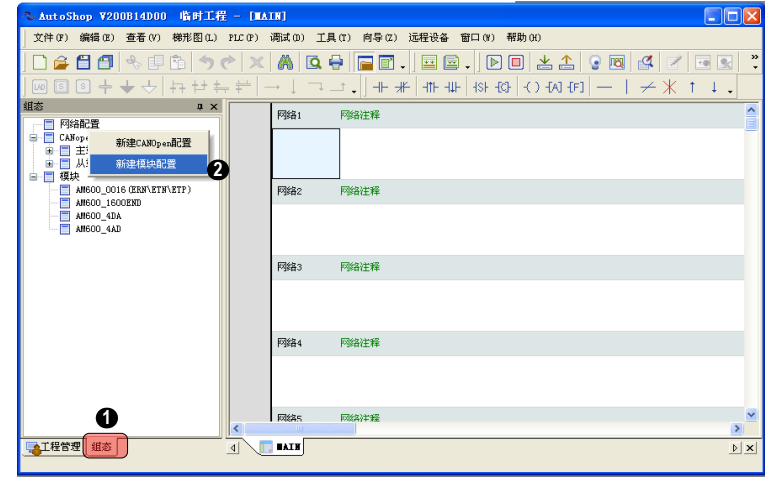 AutoShop V200B14D00 临时工程 - [MAIN]
文件(F) 编辑(E) 查看(V) 梯形图(L) PLC(P) 调试(D) 工具(T) 向导(Z) 远程设备 窗口(W) 帮助(H)
LAD S S
组态
网络配置
CANope
主
从
模块
AM600_0016(ERN\ETN\ETP)
AM600_1600END
AM600_4DA
AM600_4AD
新建CANOpen配置
新建模块配置
2
网络1 网络注释
网络2 网络注释
网络3 网络注释
网络4 网络注释
网络5 网络注释
1
工程管理 组态
MAIN